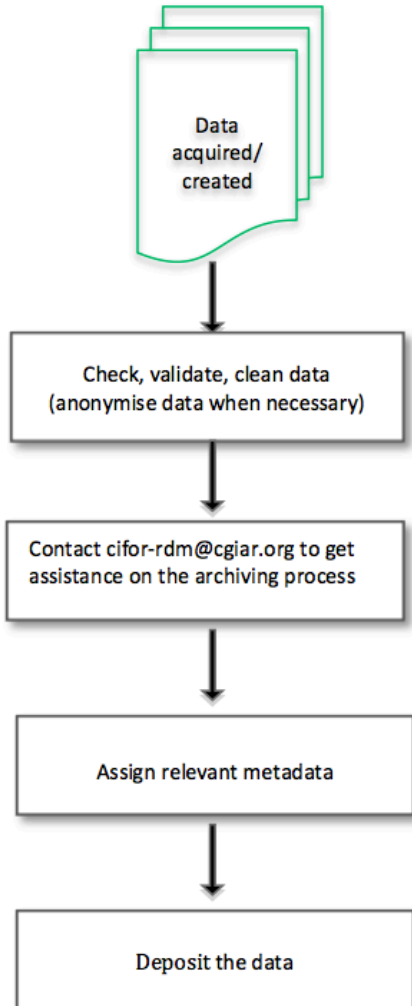 Data
acquired/
created
Check, validate, clean data
(anonymise data when necessary)
Contact cifor-rdm@cgiar.org to get
assistance on the archiving process
Assign relevant metadata
Deposit the data